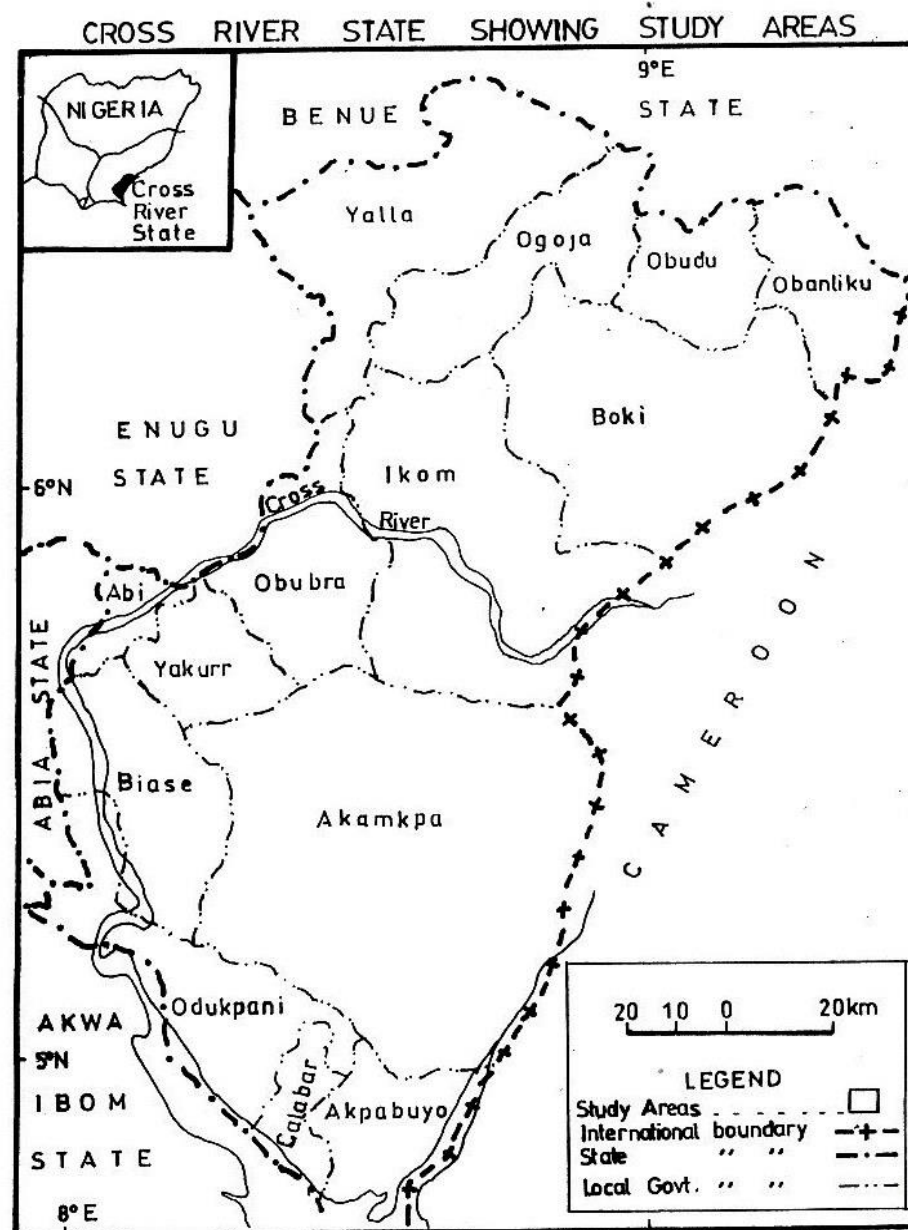 CROSS RIVER STATE SHOWING STUDY AREAS
9°E
NIGERIA
Cross
River
State
BENUE STATE
Yalla
Ogoja
Obudu
Obanliku
ENUGU
STATE
Boki
Ikom
6°N
Cross
River
Abi
Obubra
Yakurr
ABIA STATE
Biase
Akamkpa
CAMEROON
Odukpani
AKWA
IBOM
STATE
5°N
Calabar
Akpabuyo
8°E
20 10 0 20km
LEGEND
Study Areas
International boundary
State ,, ,,
Local Govt. ,, ,,